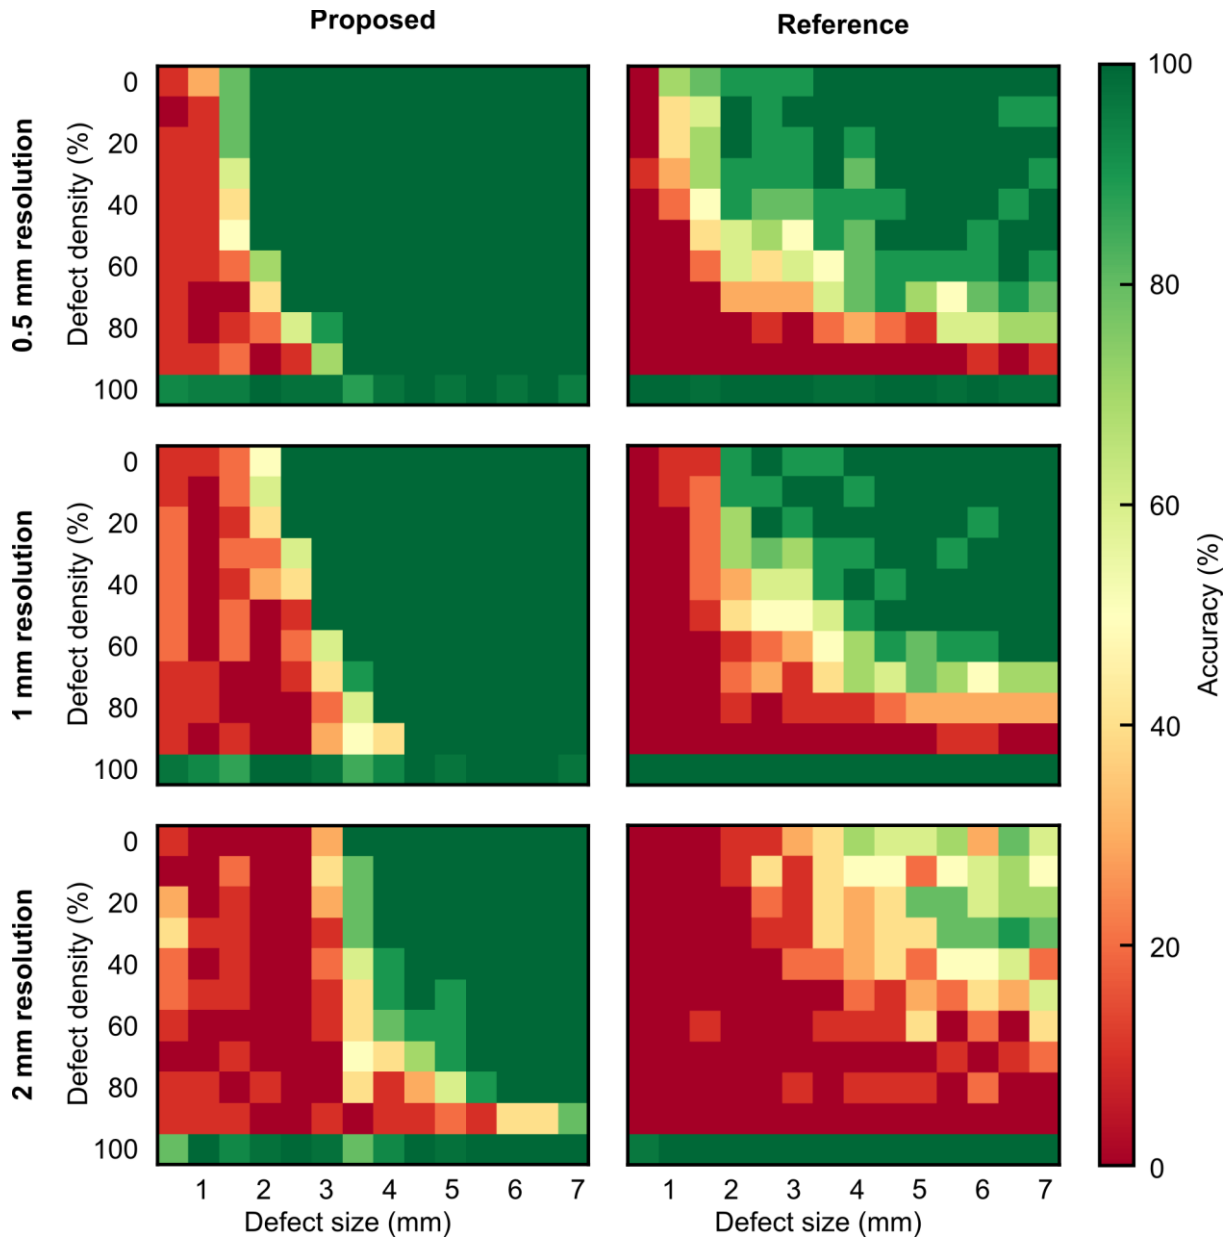 Proposed
Reference
0.5 mm resolution
Defect density (%)
0
20
40
60
80
100
1 mm resolution
Defect density (%)
0
20
40
60
80
100
2 mm resolution
Defect density (%)
0
20
40
60
80
100
1 2 3 4 5 6 7
Defect size (mm)
1 2 3 4 5 6 7
Defect size (mm)
100
80
60
40
20
0
Accuracy (%)